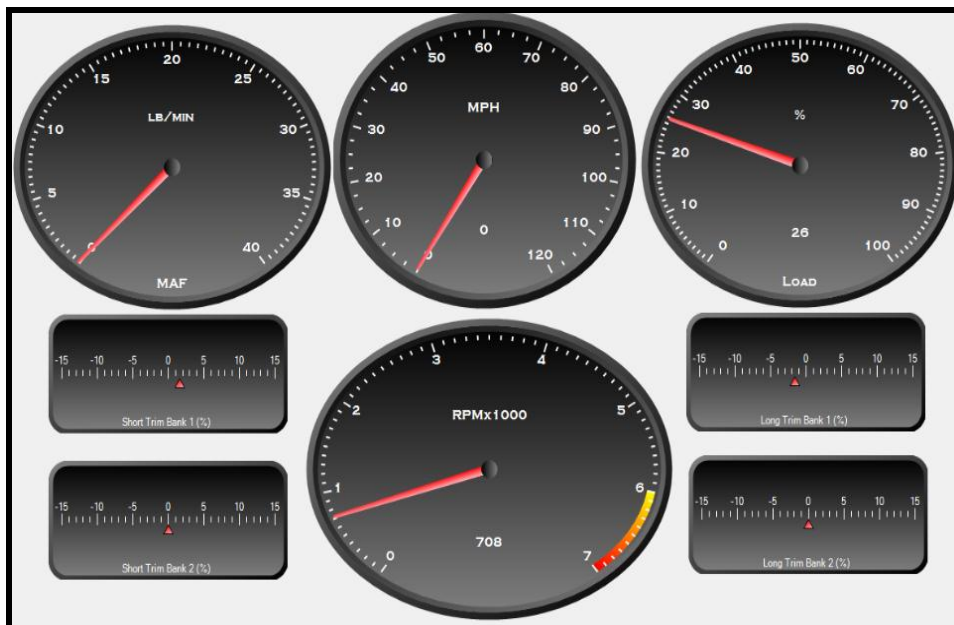 20
15 25
LB/MIN
10 30
5 35
0 40
MAF
60
50 70
40 80
MPH
30 90
20 100
10 110
0
0 120
50
40 60
30 70
%
20 80
10 90
26
0 100
LOAD
-15 -10 -5 0 5 10 15
Short Trim Bank 1 (%)
3 4
2 5
RPMx1000
1 6
708
0 7
-15 -10 -5 0 5 10 15
Long Trim Bank 1 (%)
-15 -10 -5 0 5 10 15
Short Trim Bank 2 (%)
-15 -10 -5 0 5 10 15
Long Trim Bank 2 (%)